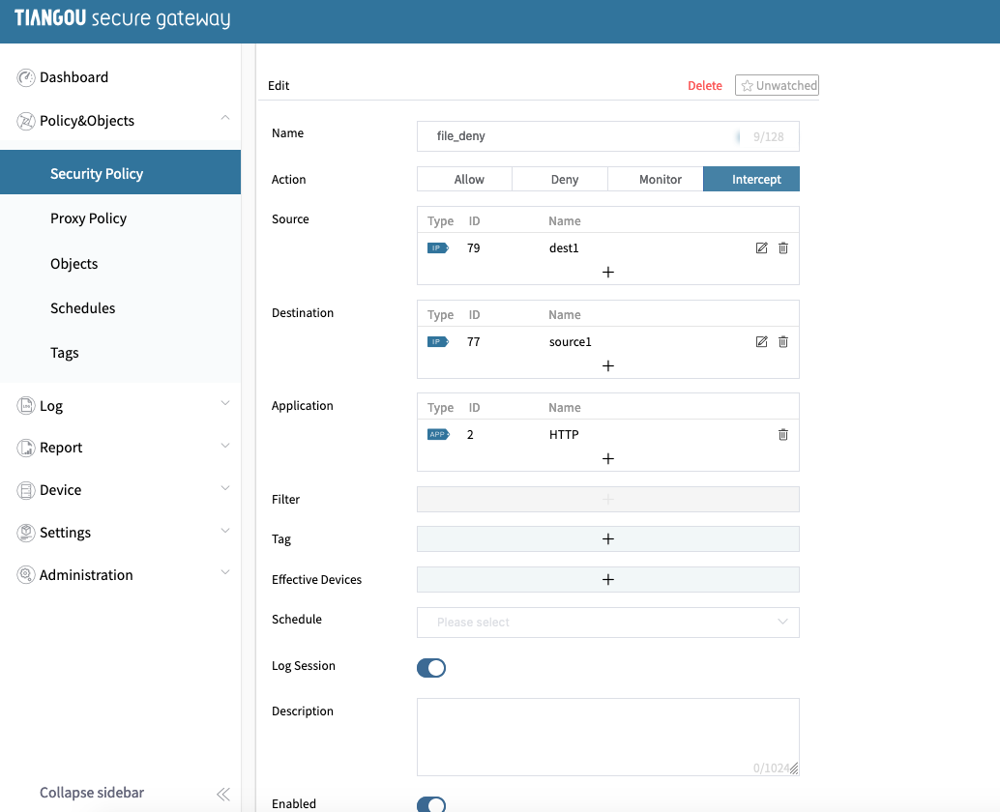 TIANGOU secure gateway
Dashboard
Policy&Objects
Security Policy
Proxy Policy
Objects
Schedules
Tags
Log
Report
Device
Settings
Administration
Collapse sidebar
Edit
Delete
Unwatched
Name
file_deny
9/128
Action
Allow
Deny
Monitor
Intercept
Source
Type ID Name
IP 79 dest1
Destination
Type ID Name
IP 77 source1
Application
Type ID Name
APP 2 HTTP
Filter
Tag
Effective Devices
Schedule
Please select
Log Session
Description
0/1024
Enabled